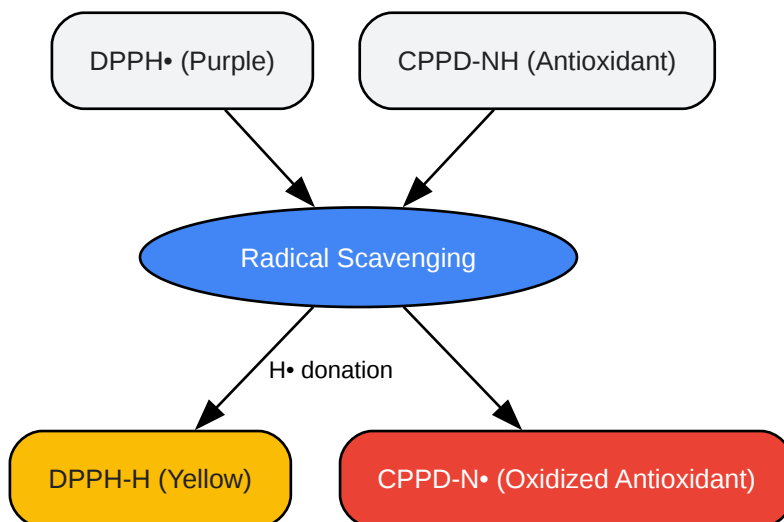 DPPH• (Purple)
CPPD-NH (Antioxidant)
Radical Scavenging
H• donation
DPPH-H (Yellow)
CPPD-N• (Oxidized Antioxidant)